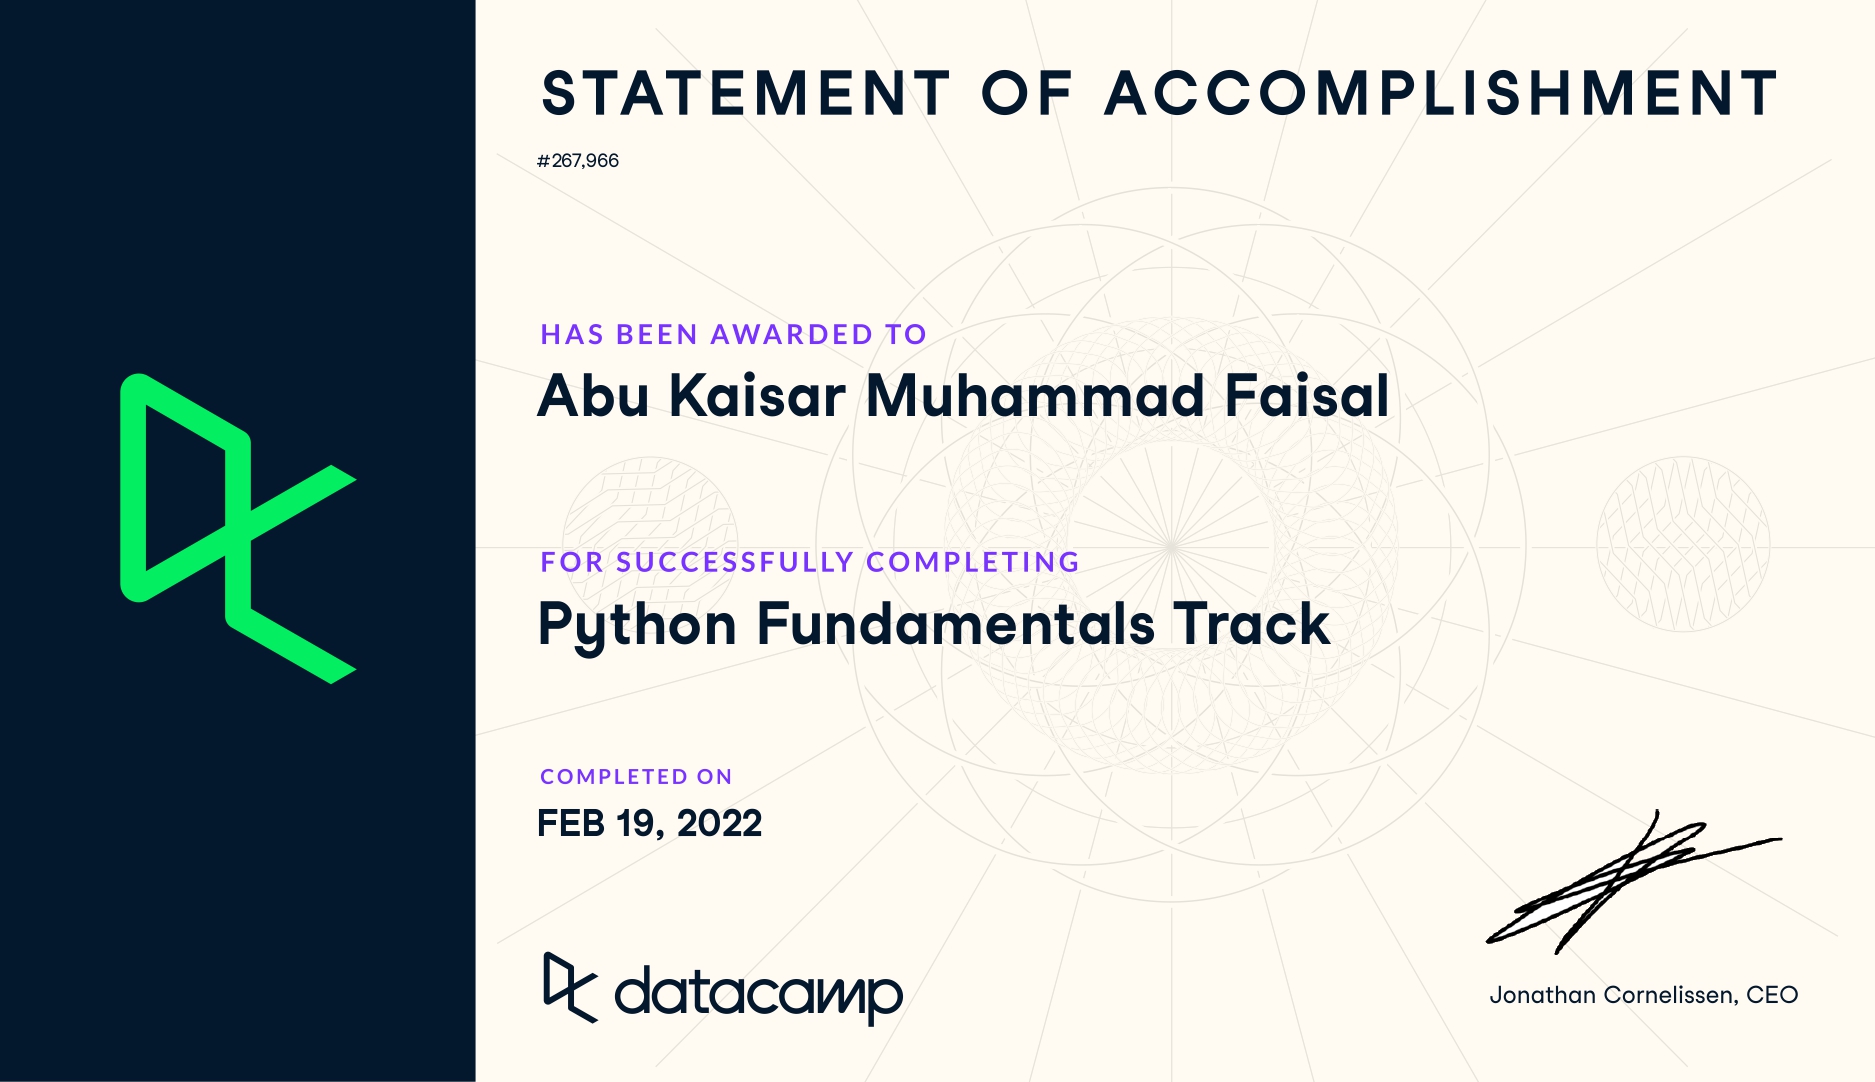 STATEMENT OF ACCOMPLISHMENT
#267,966
HAS BEEN AWARDED TO
Abu Kaisar Muhammad Faisal
FOR SUCCESSFULLY COMPLETING
Python Fundamentals Track
COMPLETED ON
FEB 19, 2022
datacamp
Jonathan Cornelissen, CEO